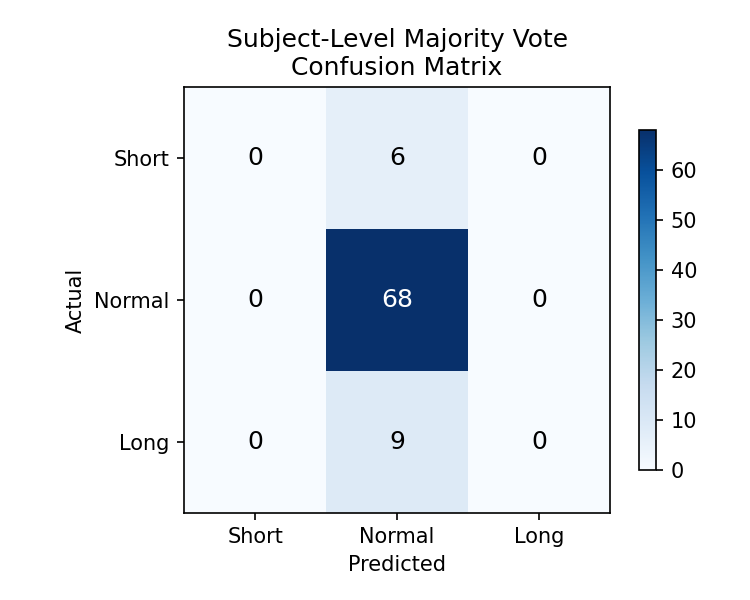 Subject-Level Majority Vote
Confusion Matrix
Short 0 6 0
Normal 0 68 0
Long 0 9 0
Actual
Short Normal Long
Predicted
60
50
40
30
20
10
0